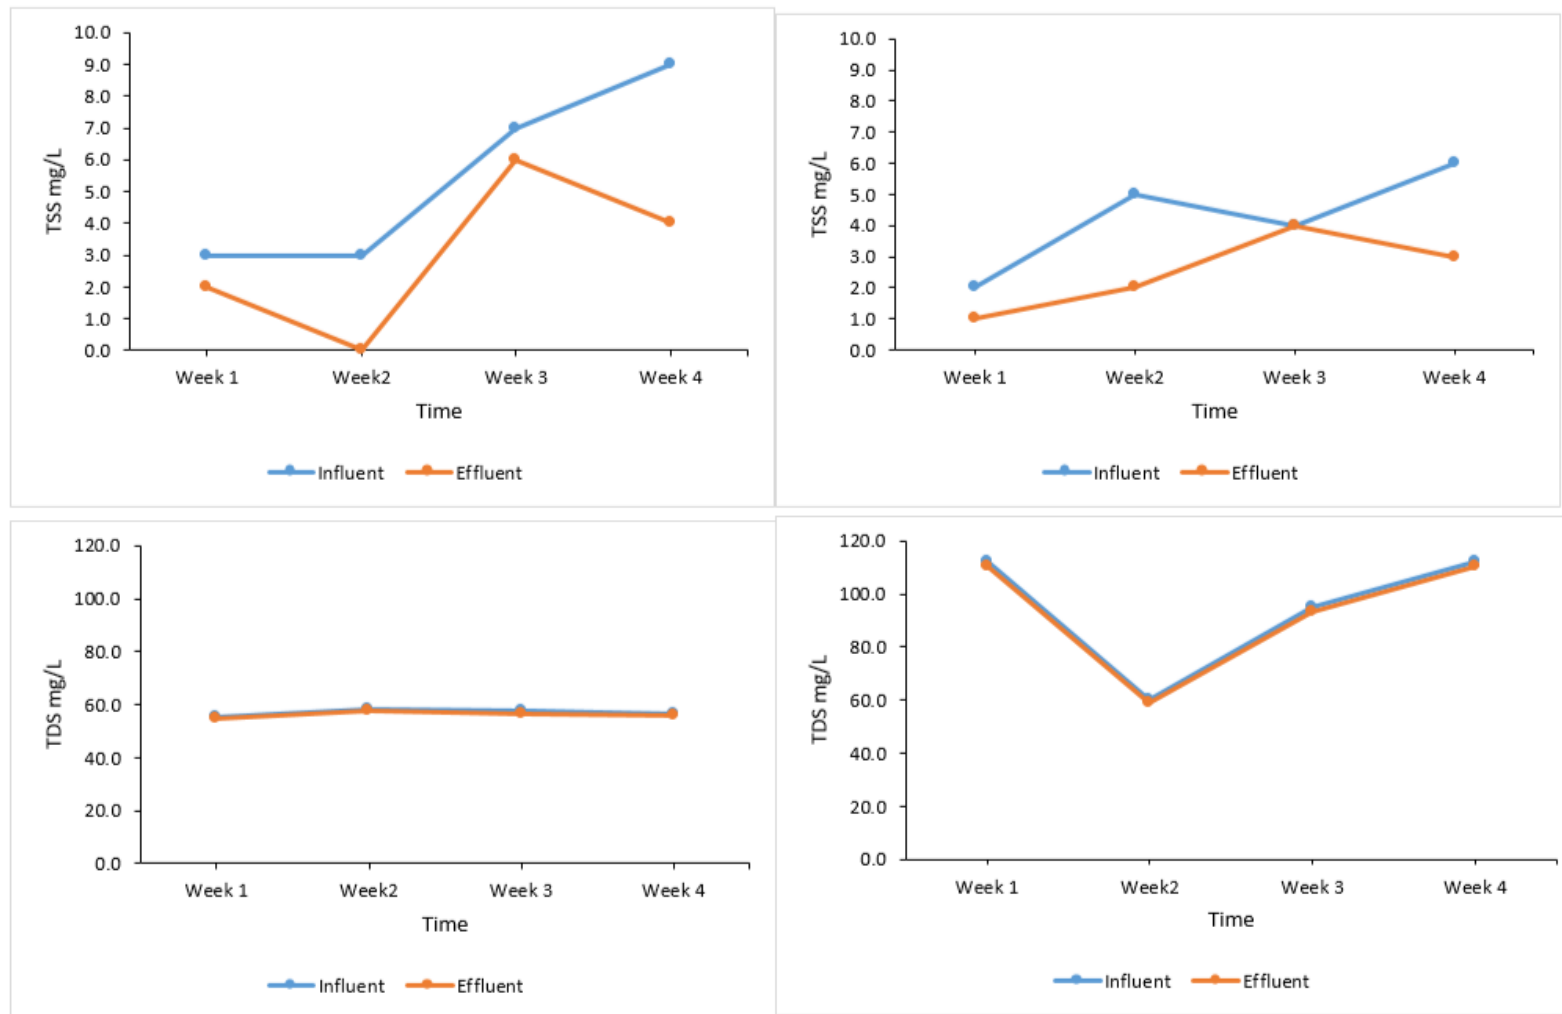 10.0
9.0
8.0
7.0
6.0
5.0
4.0
3.0
2.0
1.0
0.0
TSS mg/L
Week 1 Week2 Week 3 Week 4
Time
Influent Effluent
10.0
9.0
8.0
7.0
6.0
5.0
4.0
3.0
2.0
1.0
0.0
TSS mg/L
Week 1 Week2 Week 3 Week 4
Time
Influent Effluent
120.0
100.0
80.0
60.0
40.0
20.0
0.0
TDS mg/L
Week 1 Week2 Week 3 Week 4
Time
Influent Effluent
120.0
100.0
80.0
60.0
40.0
20.0
0.0
TDS mg/L
Week 1 Week2 Week 3 Week 4
Time
Influent Effluent